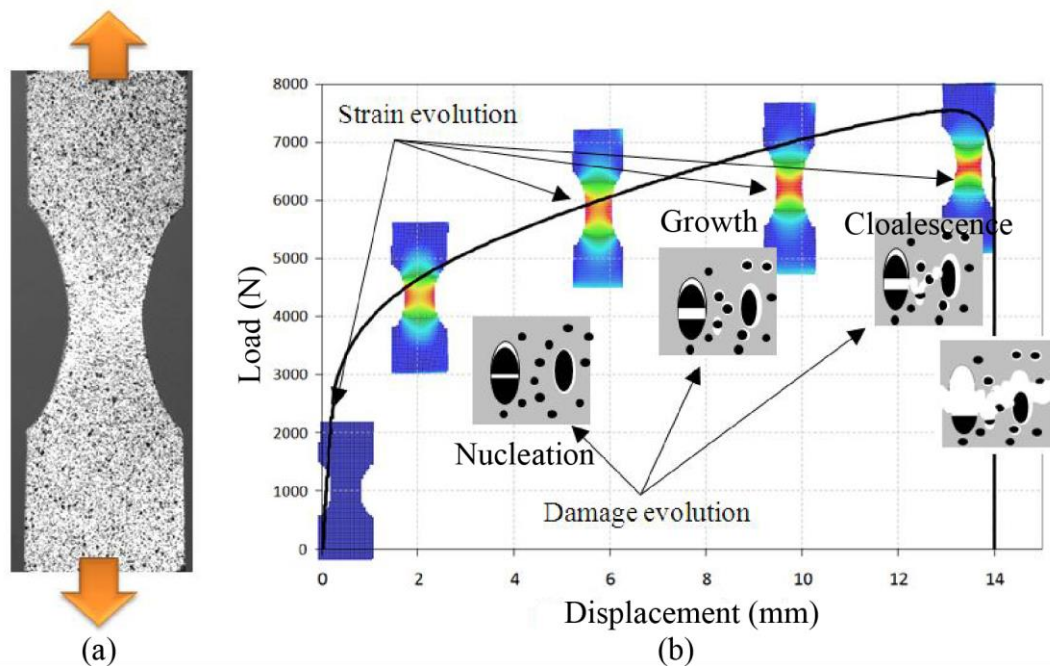 8000
Strain evolution
7000
6000
Growth
Cloalescence
5000
Load (N)
4000
3000
2000
Nucleation
1000
Damage evolution
0
0 2 4 6 8 10 12 14
Displacement (mm)
(a)
(b)